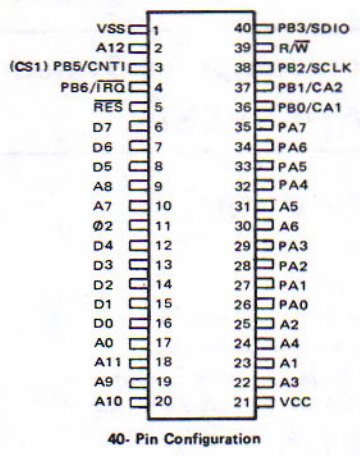 VSS 1 40 PB3/SDIO
A12 2 39 R/W̅
(CS1) PB5/CNTI 3 38 PB2/SCLK
PB6/I̅R̅Q̅ 4 37 PB1/CA2
R̅E̅S̅ 5 36 PB0/CA1
D7 6 35 PA7
D6 7 34 PA6
D5 8 33 PA5
A8 9 32 PA4
A7 10 31 A5
Ø2 11 30 A6
D4 12 29 PA3
D3 13 28 PA2
D2 14 27 PA1
D1 15 26 PA0
D0 16 25 A2
A0 17 24 A4
A11 18 23 A1
A9 19 22 A3
A10 20 21 VCC
40- Pin Configuration